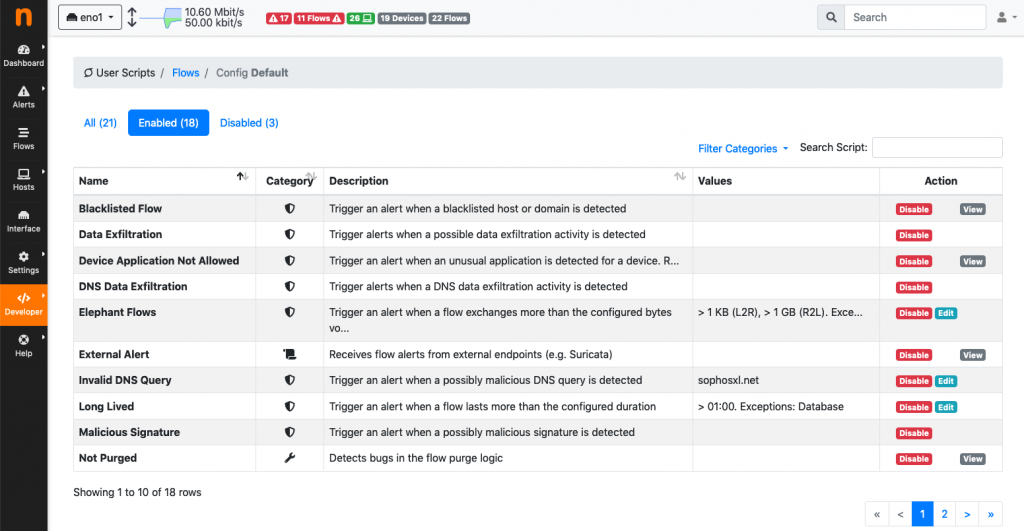 n
eno1
10.60 Mbit/s
50.00 kbit/s
17
11 Flows
26
19 Devices
22 Flows
Search
Dashboard
Alerts
Flows
Hosts
Interface
Settings
Developer
Help
User Scripts / Flows / Config Default
All (21) Enabled (18) Disabled (3)
Filter Categories Search Script:
Name Category Description Values Action
Blacklisted Flow Trigger an alert when a blacklisted host or domain is detected Disable View
Data Exfiltration Trigger alerts when a possible data exfiltration activity is detected Disable
Device Application Not Allowed Trigger an alert when an unusual application is detected for a device. R... Disable View
DNS Data Exfiltration Trigger alerts when a DNS data exfiltration activity is detected Disable
Elephant Flows Trigger an alert when a flow exchanges more than the configured bytes > 1 KB (L2R), > 1 GB (R2L). Exce... Disable Edit
vo...
External Alert Receives flow alerts from external endpoints (e.g. Suricata) Disable View
Invalid DNS Query Trigger an alert when a possibly malicious DNS query is detected sophosxl.net Disable Edit
Long Lived Trigger an alert when a flow lasts more than the configured duration > 01:00. Exceptions: Database Disable Edit
Malicious Signature Trigger an alert when a possibly malicious signature is detected Disable
Not Purged Detects bugs in the flow purge logic Disable View
Showing 1 to 10 of 18 rows
« < 1 2 > »